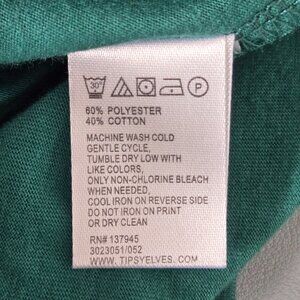 30°
P
60% POLYESTER
40% COTTON
MACHINE WASH COLD
GENTLE CYCLE,
TUMBLE DRY LOW WITH
LIKE COLORS,
ONLY NON-CHLORINE BLEACH
WHEN NEEDED,
COOL IRON ON REVERSE SIDE
DO NOT IRON ON PRINT
OR DRY CLEAN
RN# 137945
3023051/052
WWW.TIPSYELVES.COM